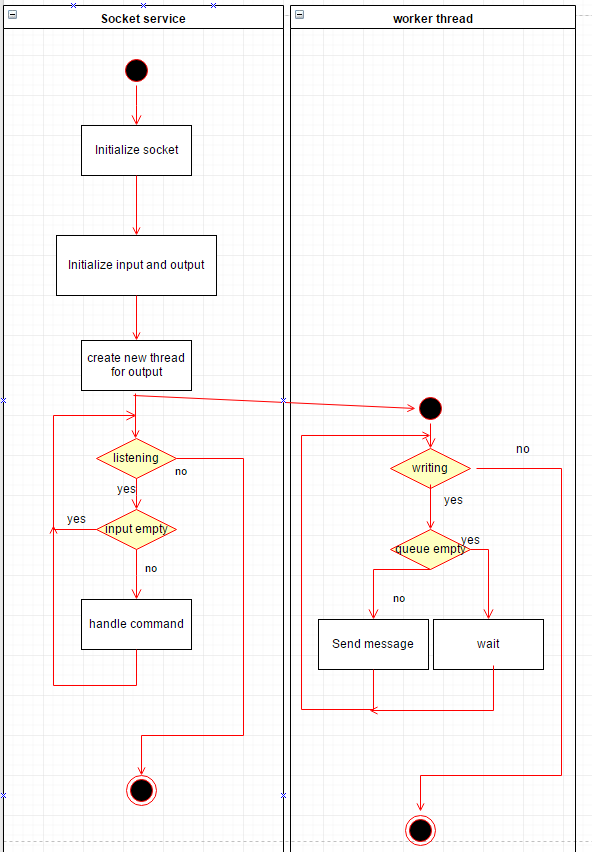 Socket service
worker thread
Initialize socket
Initialize input and output
create new thread
for output
listening
no
yes
input empty
yes
no
handle command
writing
no
yes
queue empty
yes
no
Send message
wait